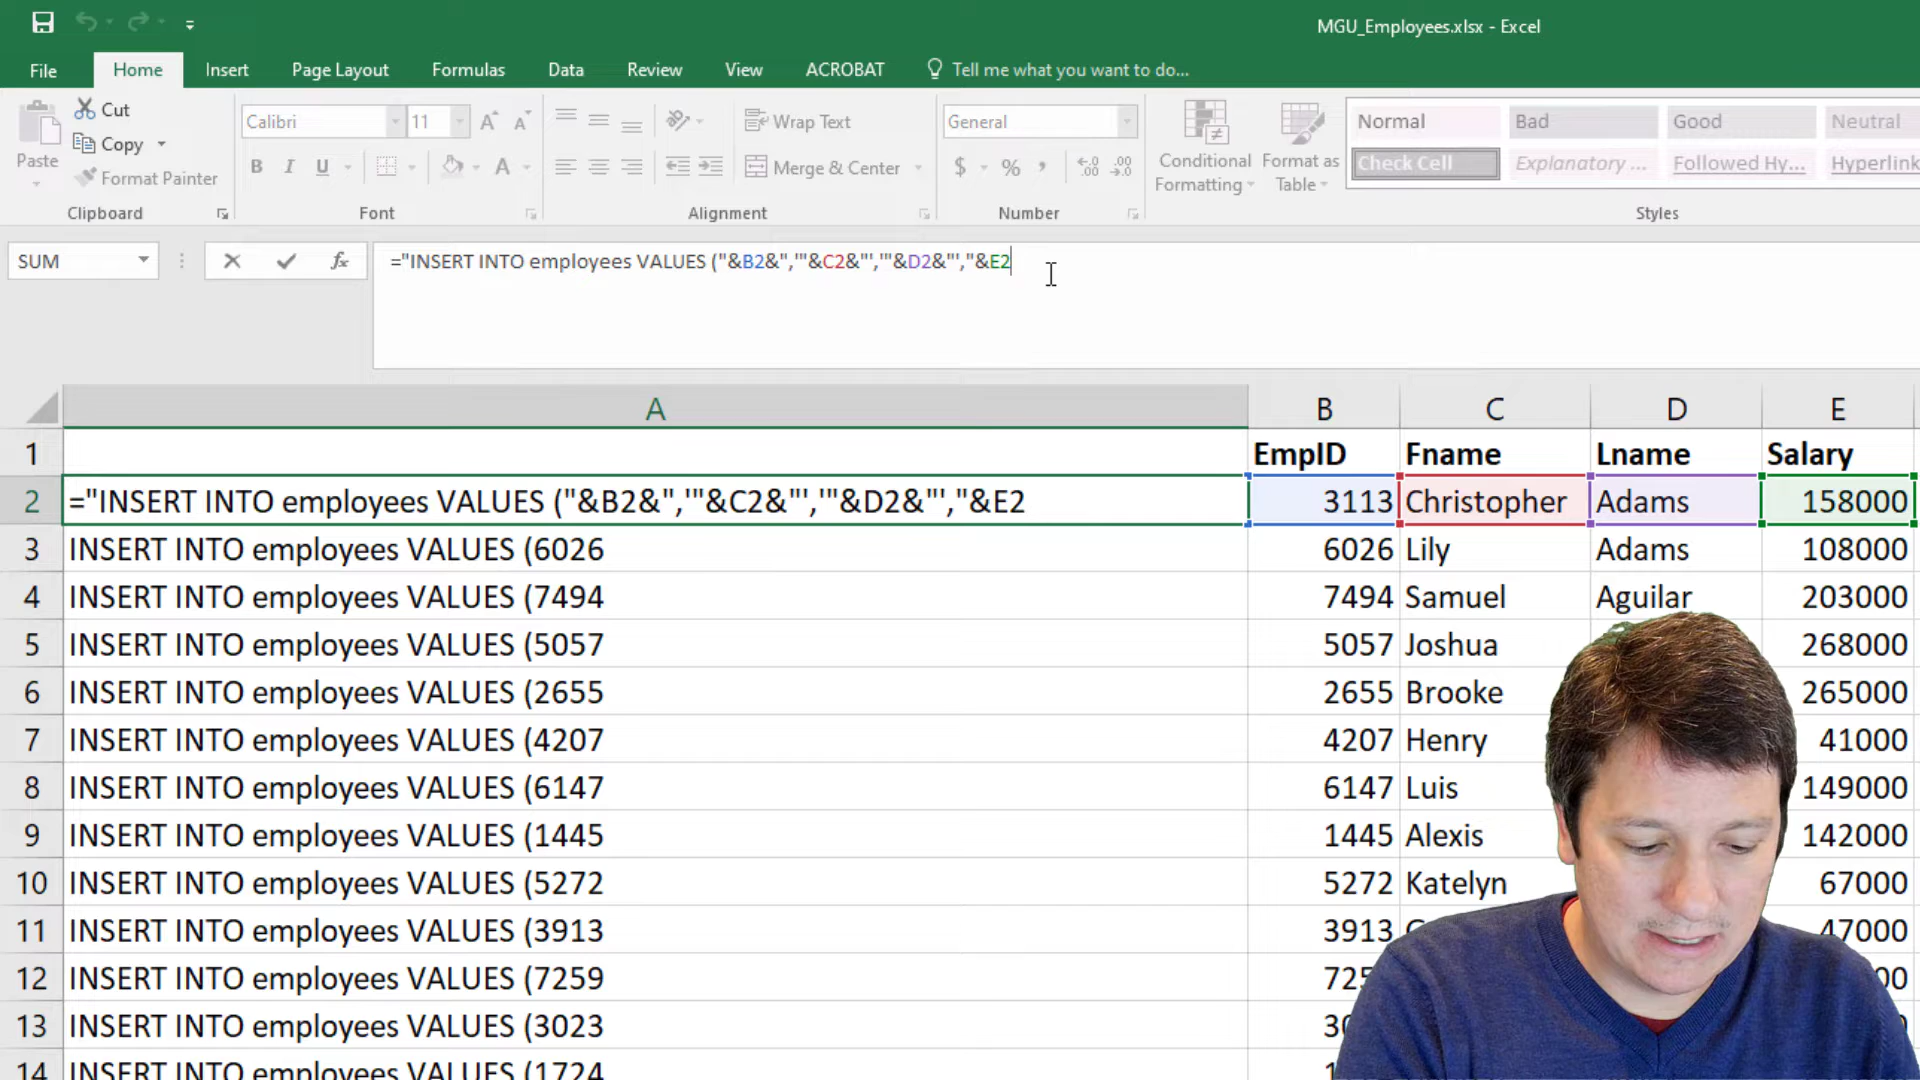 MGU_Employees.xlsx - Excel
File Home Insert Page Layout Formulas Data Review View ACROBAT Tell me what you want to do...
Cut
Copy
Format Painter
Paste
Calibri 11
B I U
A
Wrap Text
Merge & Center
General
$ %
Conditional Formatting
Format as Table
Normal Bad Good Neutral
Check Cell Explanatory ... Followed Hy... Hyperlink
Clipboard Font Alignment Number Styles
SUM fx ="INSERT INTO employees VALUES ("&B2&",'"&C2&"','"&D2&"',"&E2
A B C D E
1 EmpID Fname Lname Salary
2 ="INSERT INTO employees VALUES ("&B2&",'"&C2&"','"&D2&"',"&E2 3113 Christopher Adams 158000
3 INSERT INTO employees VALUES (6026 6026 Lily Adams 108000
4 INSERT INTO employees VALUES (7494 7494 Samuel Aguilar 203000
5 INSERT INTO employees VALUES (5057 5057 Joshua 268000
6 INSERT INTO employees VALUES (2655 2655 Brooke 265000
7 INSERT INTO employees VALUES (4207 4207 Henry 41000
8 INSERT INTO employees VALUES (6147 6147 Luis 149000
9 INSERT INTO employees VALUES (1445 1445 Alexis 142000
10 INSERT INTO employees VALUES (5272 5272 Katelyn 67000
11 INSERT INTO employees VALUES (3913 3913 47000
12 INSERT INTO employees VALUES (7259
13 INSERT INTO employees VALUES (3023
14 INSERT INTO employees VALUES (1724